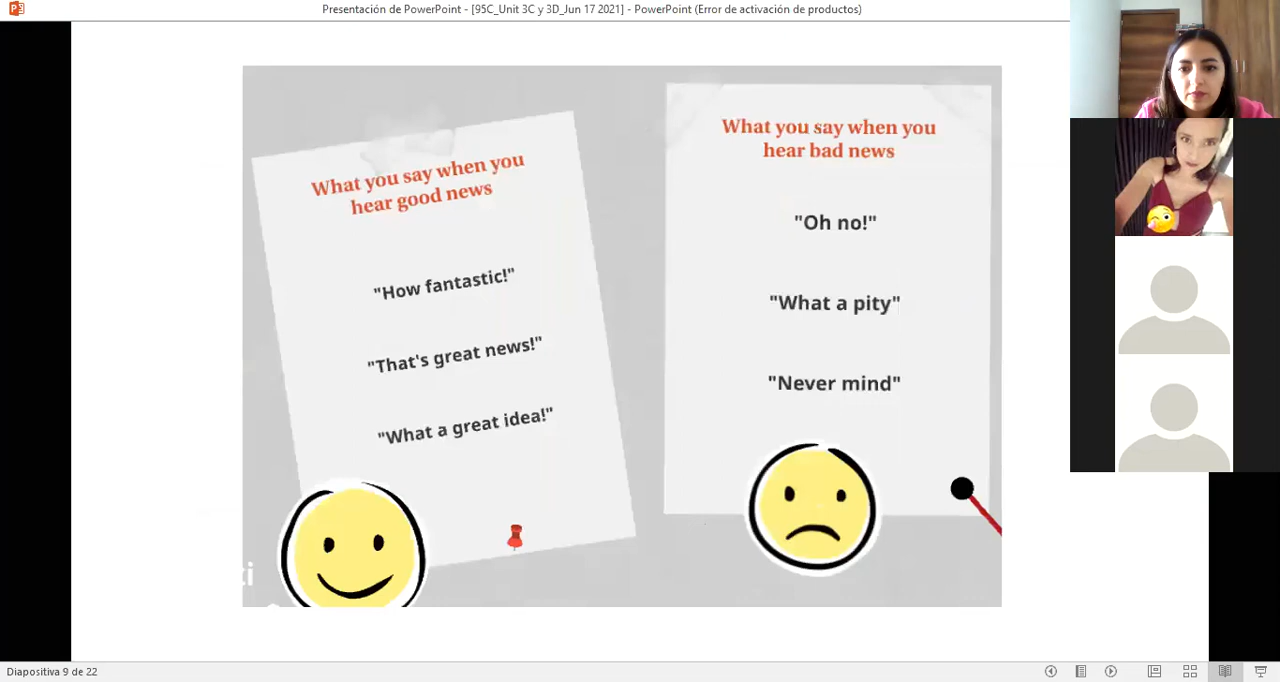 Presentación de PowerPoint - [95C_Unit 3C y 3D_Jun 17 2021] - PowerPoint (Error de activación de productos)
What you say when you
hear good news
"How fantastic!"
"That's great news!"
"What a great idea!"
What you say when you
hear bad news
"Oh no!"
"What a pity"
"Never mind"
Diapositiva 9 de 22